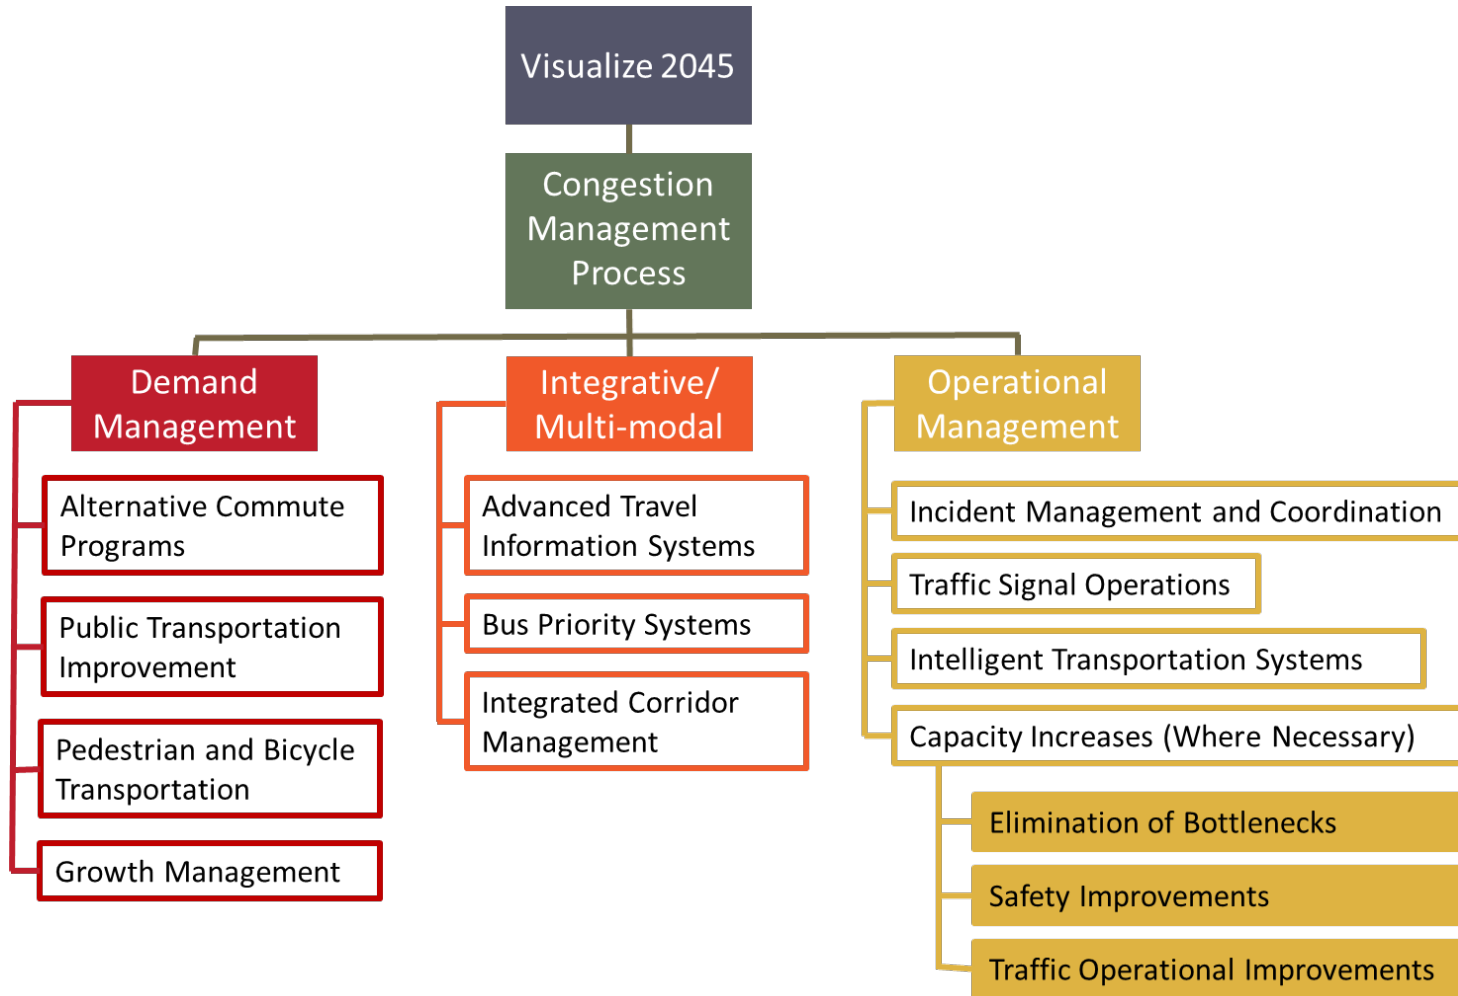 Visualize 2045
Congestion
Management
Process
Demand
Management
Alternative Commute
Programs
Public Transportation
Improvement
Pedestrian and Bicycle
Transportation
Growth Management
Integrative/
Multi-modal
Advanced Travel
Information Systems
Bus Priority Systems
Integrated Corridor
Management
Operational
Management
Incident Management and Coordination
Traffic Signal Operations
Intelligent Transportation Systems
Capacity Increases (Where Necessary)
Elimination of Bottlenecks
Safety Improvements
Traffic Operational Improvements